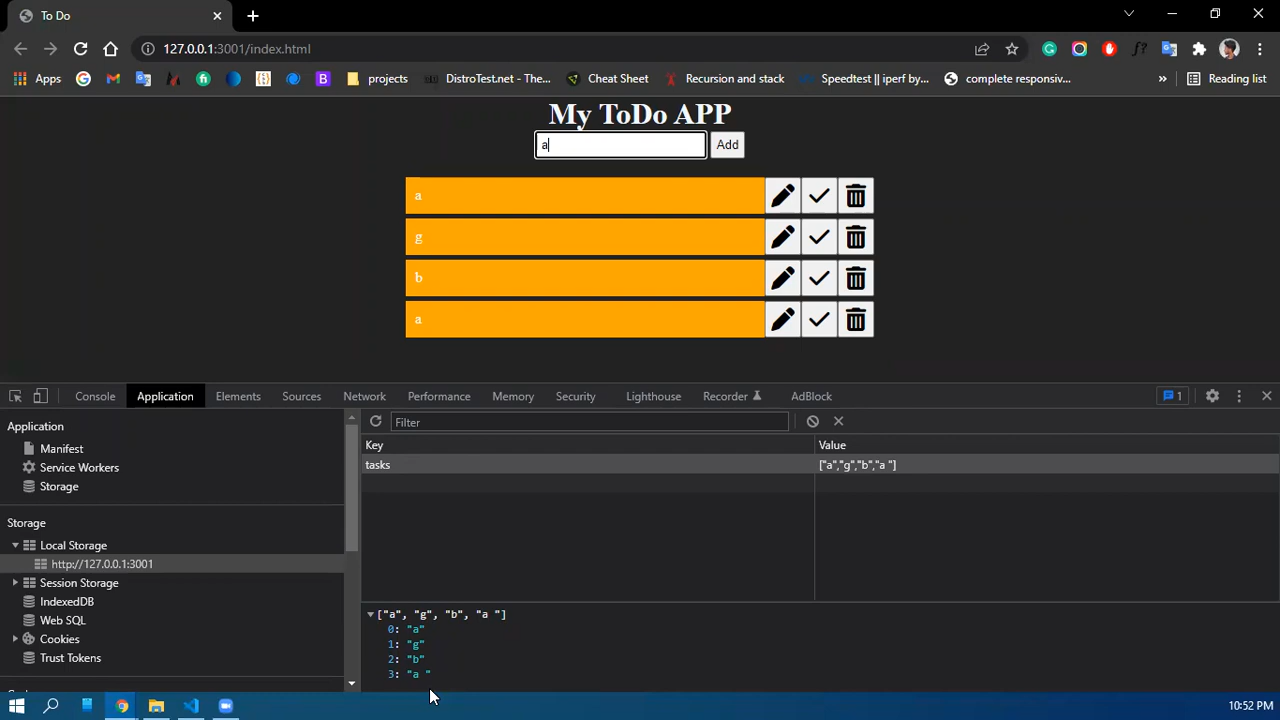 To Do
127.0.0.1:3001/index.html
Apps
projects
DistroTest.net - The...
Cheat Sheet
Recursion and stack
Speedtest || iperf by...
complete responsiv...
»
Reading list
My ToDo APP
a
Add
a
g
b
a
Console
Application
Elements
Sources
Network
Performance
Memory
Security
Lighthouse
Recorder
AdBlock
1
Application
Manifest
Service Workers
Storage
Storage
Local Storage
http://127.0.0.1:3001
Session Storage
IndexedDB
Web SQL
Cookies
Trust Tokens
Filter
Key
Value
tasks
["a","g","b","a "]
["a", "g", "b", "a "]
0: "a"
1: "g"
2: "b"
3: "a "
10:52 PM